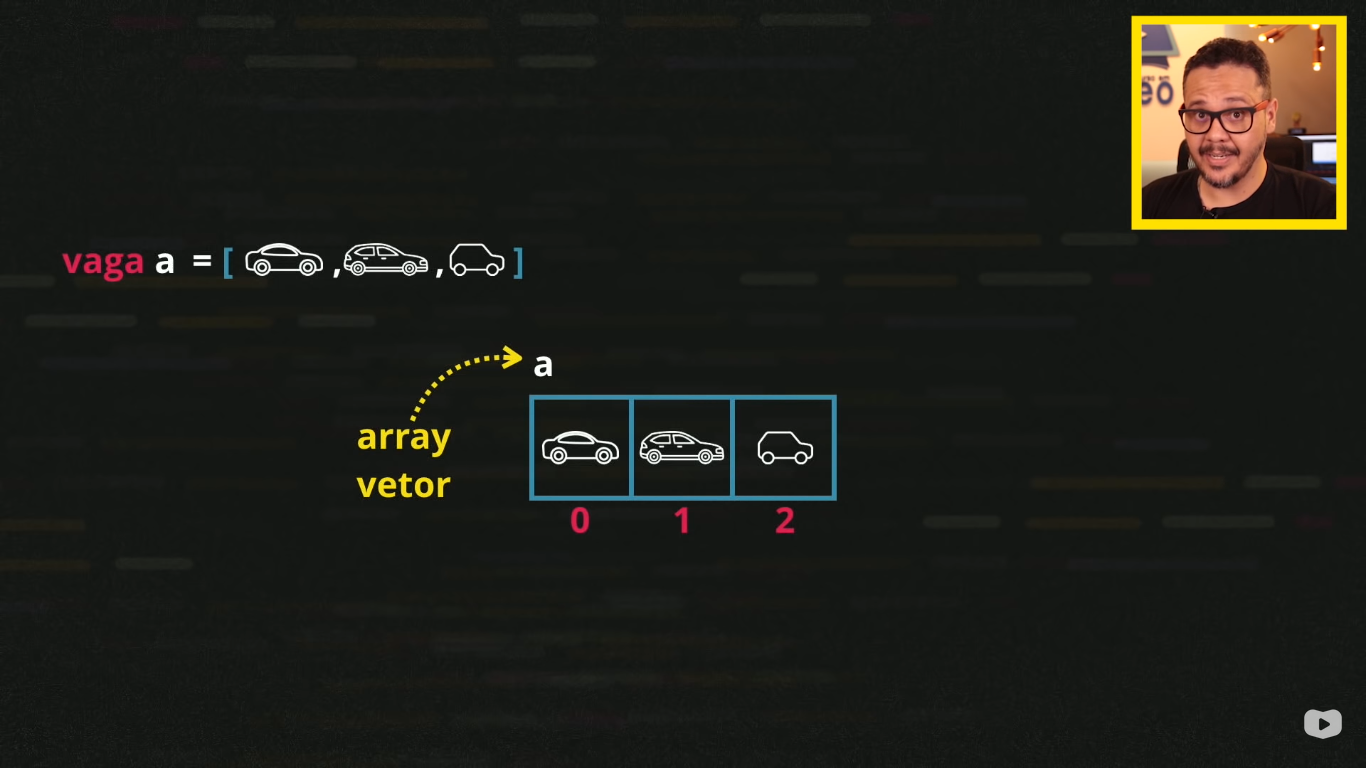 vaga a = [ , , ]
a
array
vetor
0 1 2